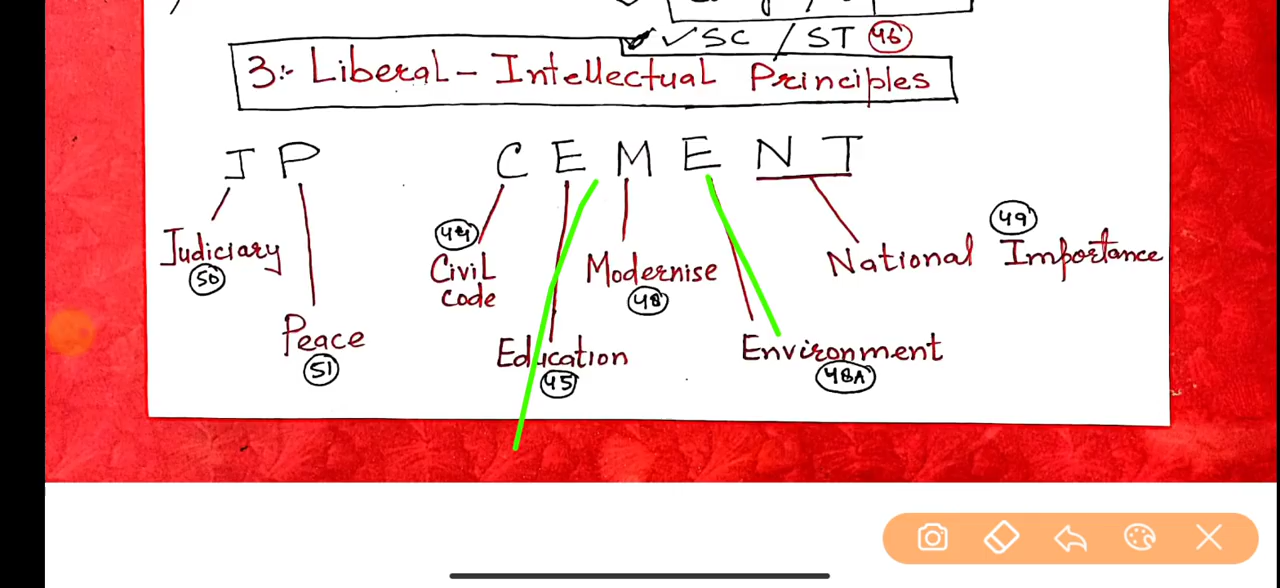 ✓ SC / ST 46
3:- Liberal - Intellectual Principles
J P C E M E N T
Judiciary 50
Peace 51
44 Civil Code
Education 45
Modernise 48
Environment 48A
National Importance 49